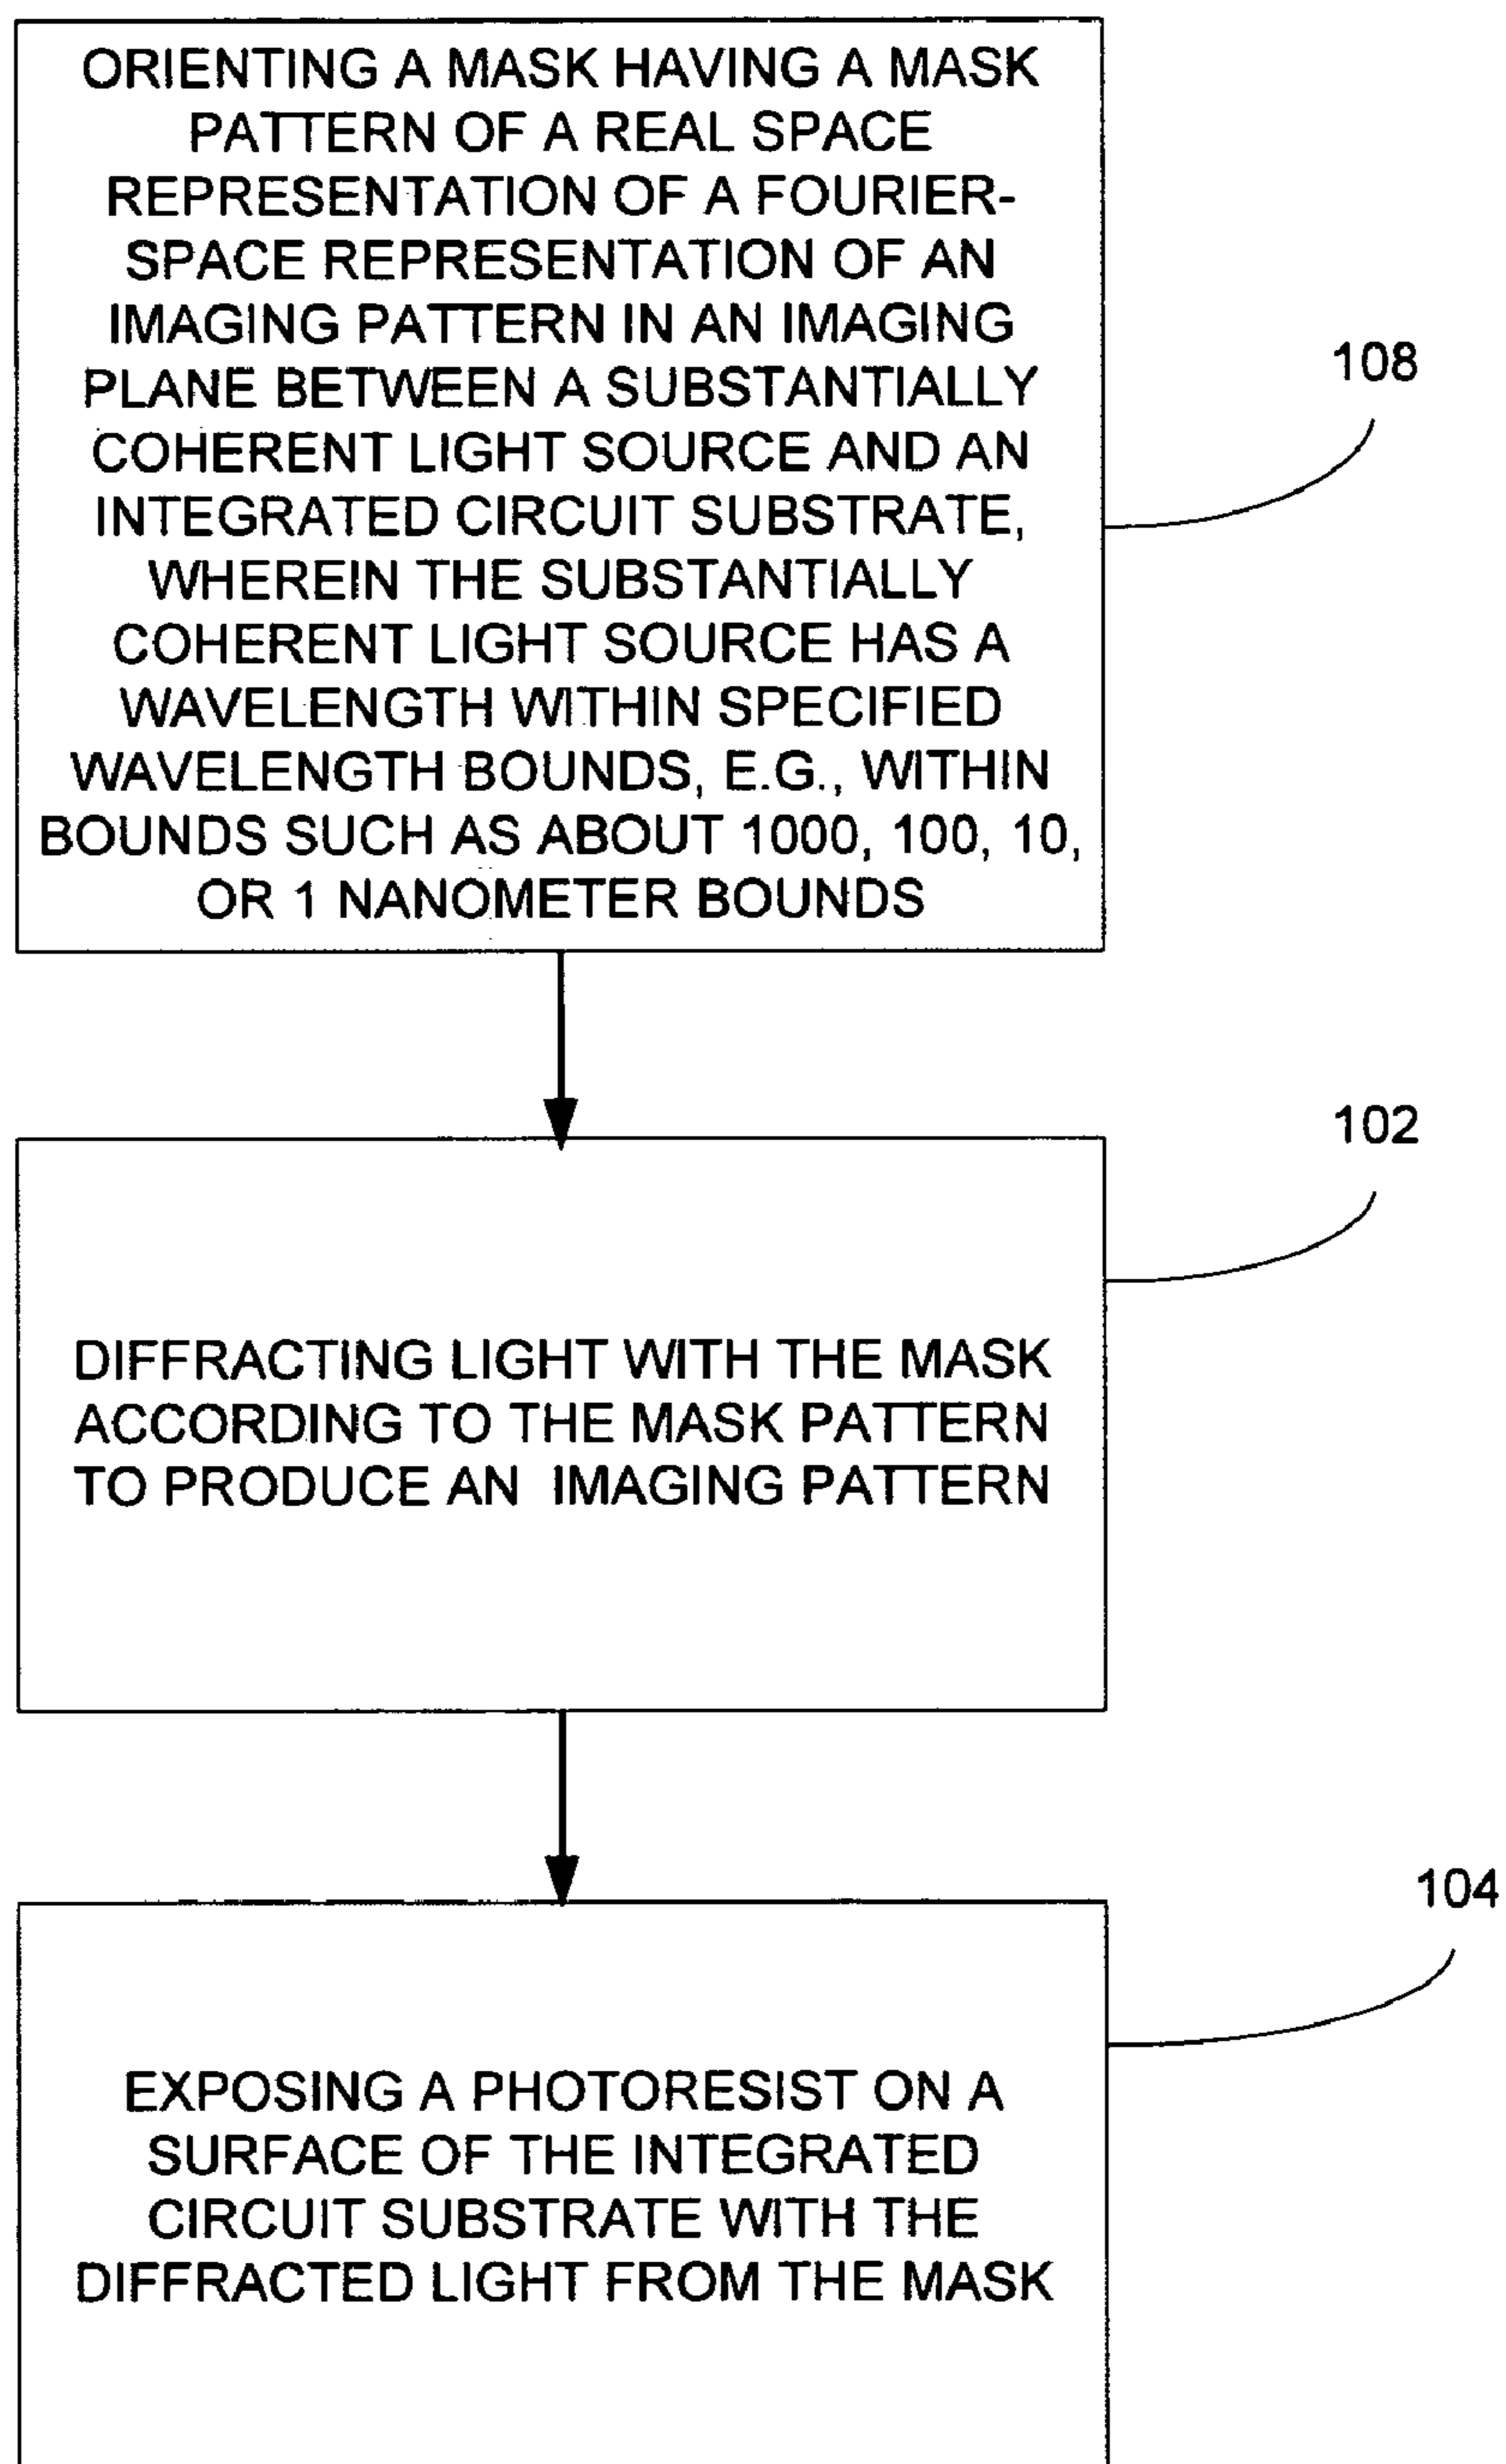 ORIENTING A MASK HAVING A MASK
PATTERN OF A REAL SPACE
REPRESENTATION OF A FOURIER-
SPACE REPRESENTATION OF AN
IMAGING PATTERN IN AN IMAGING
PLANE BETWEEN A SUBSTANTIALLY
COHERENT LIGHT SOURCE AND AN
INTEGRATED CIRCUIT SUBSTRATE,
WHEREIN THE SUBSTANTIALLY
COHERENT LIGHT SOURCE HAS A
WAVELENGTH WITHIN SPECIFIED
WAVELENGTH BOUNDS, E.G., WITHIN
BOUNDS SUCH AS ABOUT 1000, 100, 10,
OR 1 NANOMETER BOUNDS
108
102
DIFFRACTING LIGHT WITH THE MASK
ACCORDING TO THE MASK PATTERN
TO PRODUCE AN IMAGING PATTERN
104
EXPOSING A PHOTORESIST ON A
SURFACE OF THE INTEGRATED
CIRCUIT SUBSTRATE WITH THE
DIFFRACTED LIGHT FROM THE MASK